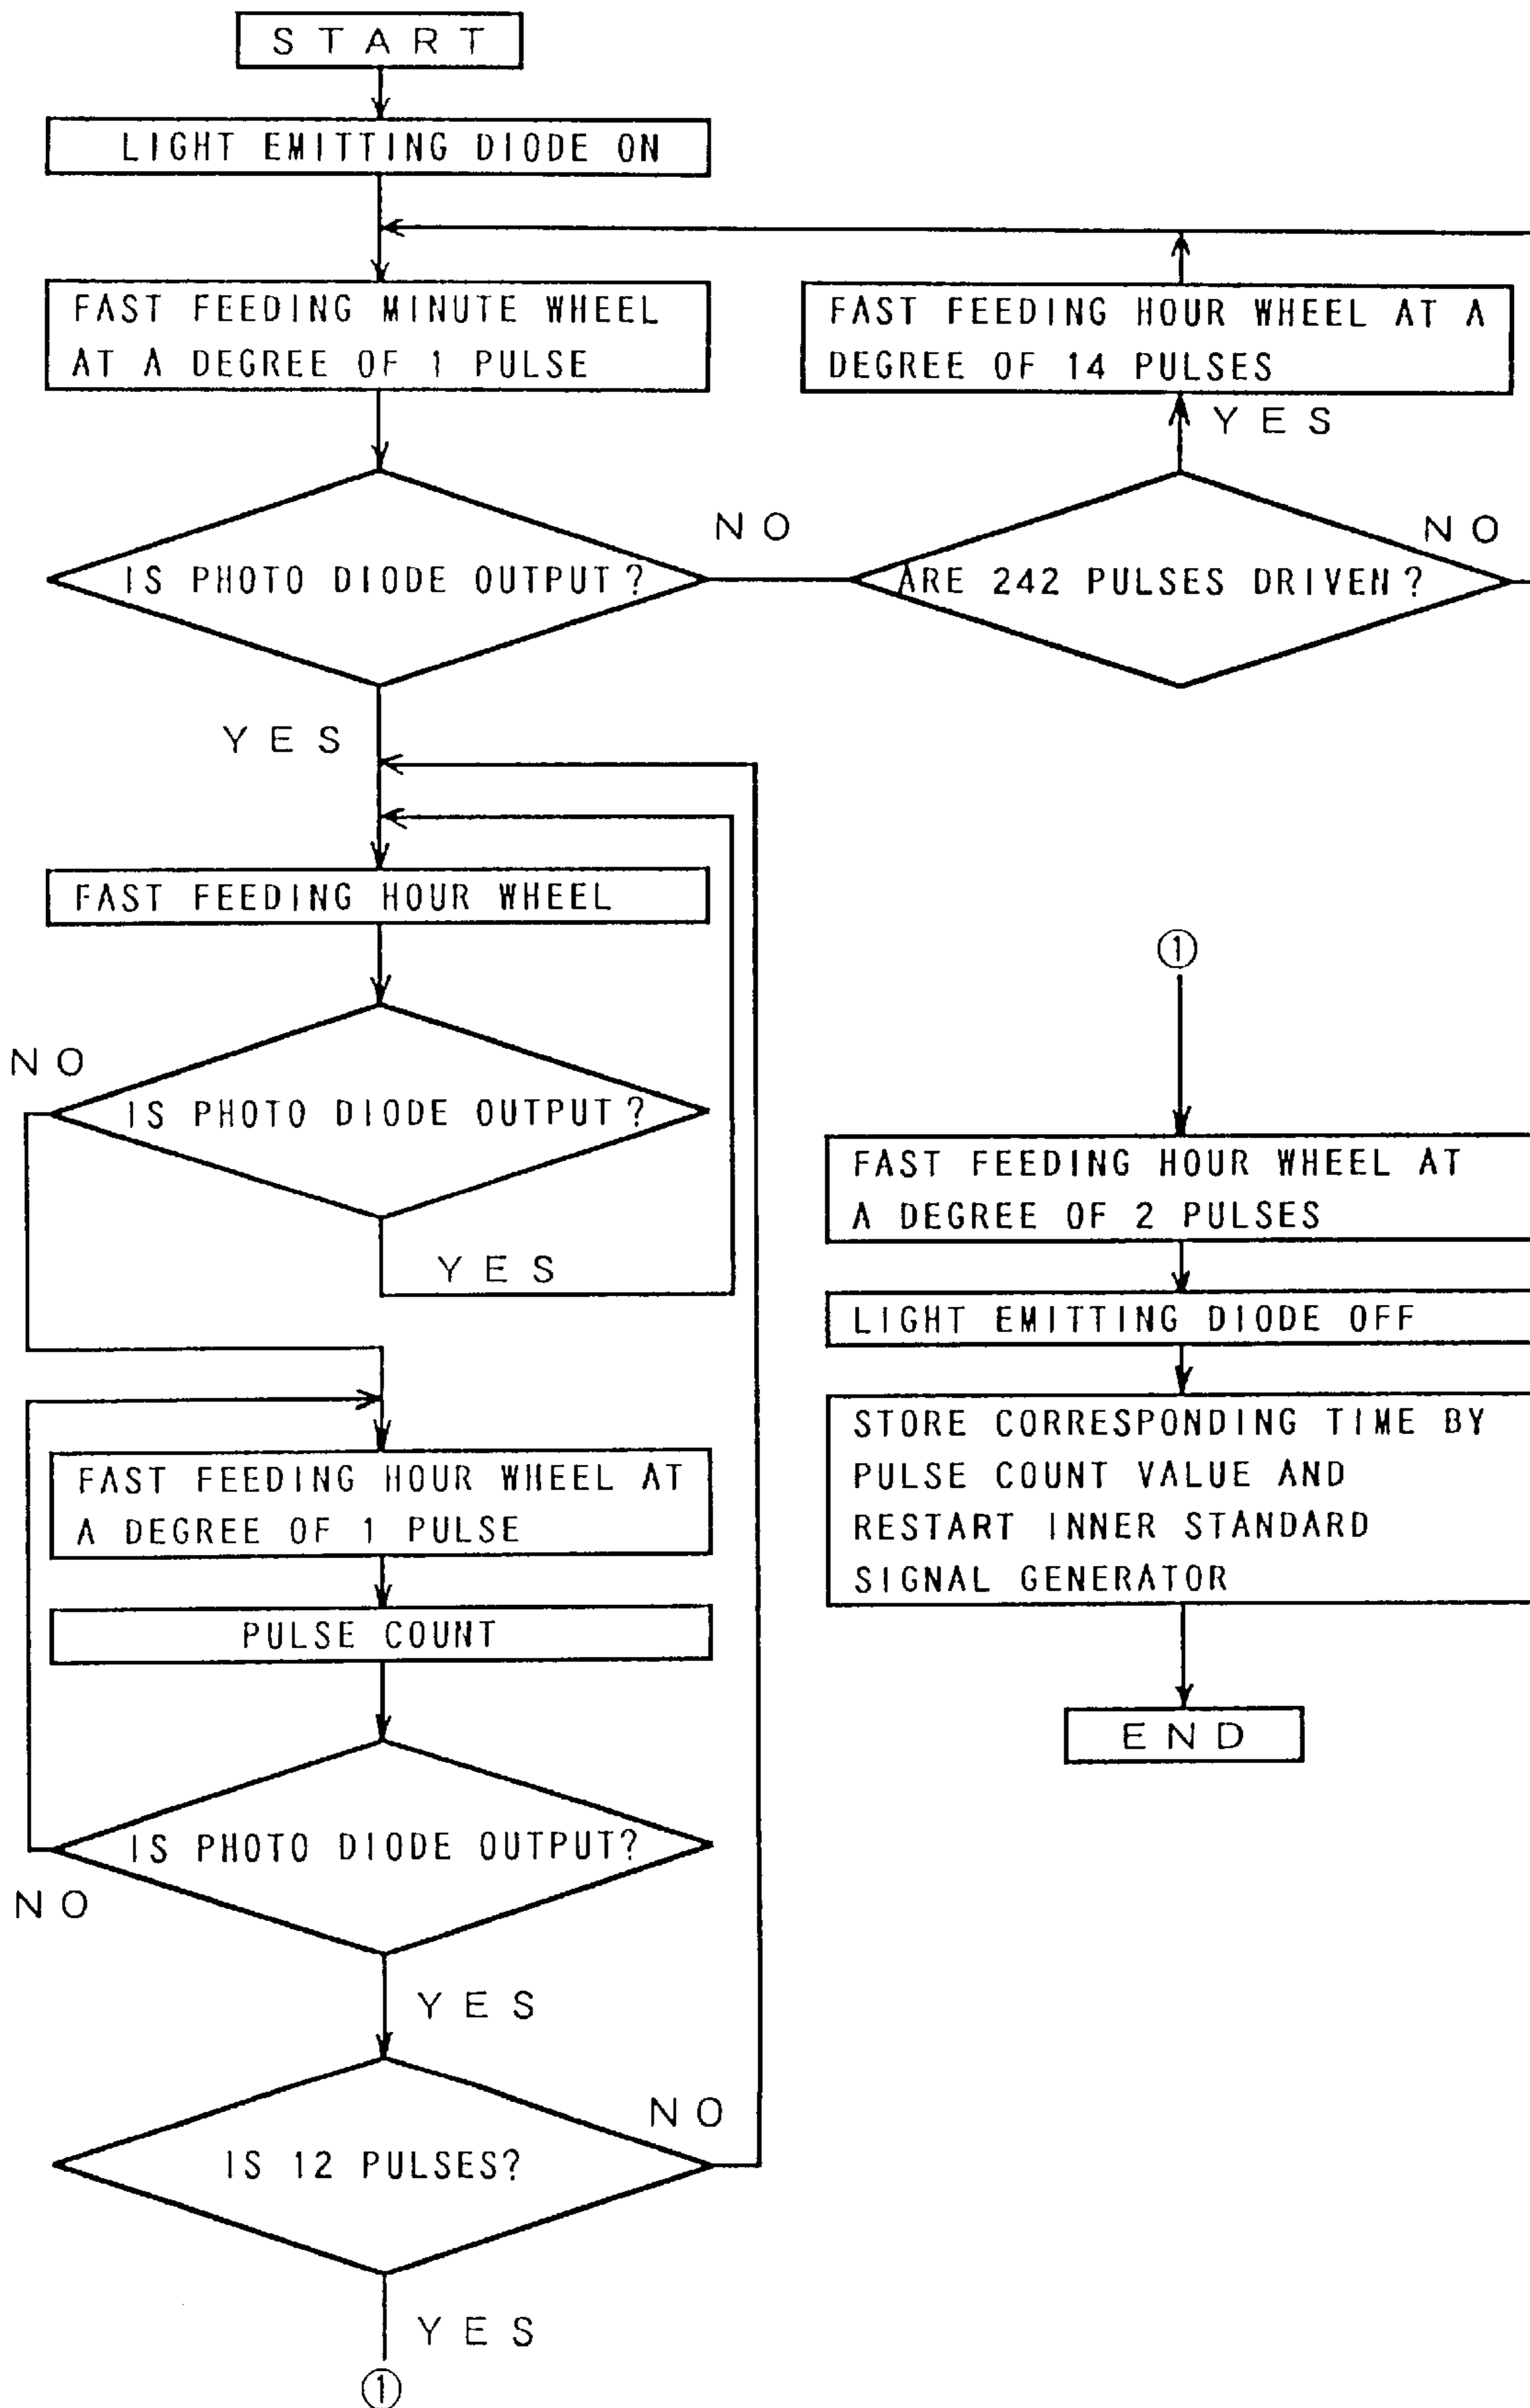 START
LIGHT EMITTING DIODE ON
FAST FEEDING MINUTE WHEEL
AT A DEGREE OF 1 PULSE
FAST FEEDING HOUR WHEEL AT A
DEGREE OF 14 PULSES
YES
IS PHOTO DIODE OUTPUT?
NO
ARE 242 PULSES DRIVEN?
NO
YES
FAST FEEDING HOUR WHEEL
IS PHOTO DIODE OUTPUT?
NO
YES
FAST FEEDING HOUR WHEEL AT
A DEGREE OF 1 PULSE
PULSE COUNT
IS PHOTO DIODE OUTPUT?
NO
YES
IS 12 PULSES?
NO
YES
①
①
FAST FEEDING HOUR WHEEL AT
A DEGREE OF 2 PULSES
LIGHT EMITTING DIODE OFF
STORE CORRESPONDING TIME BY
PULSE COUNT VALUE AND
RESTART INNER STANDARD
SIGNAL GENERATOR
END